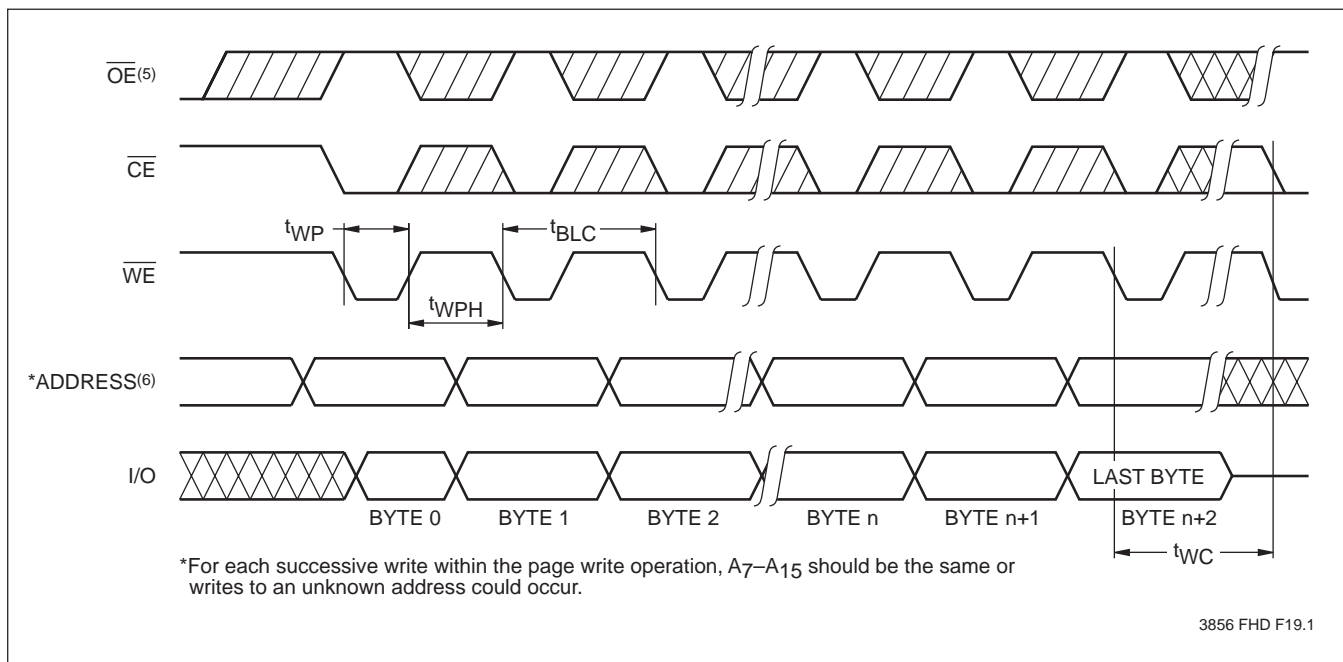 OE(5)
CE
tWP
tBLC
WE
tWPH
*ADDRESS(6)
I/O
LAST BYTE
BYTE 0 BYTE 1 BYTE 2 BYTE n BYTE n+1 BYTE n+2
tWC
*For each successive write within the page write operation, A7–A15 should be the same or
writes to an unknown address could occur.
3856 FHD F19.1